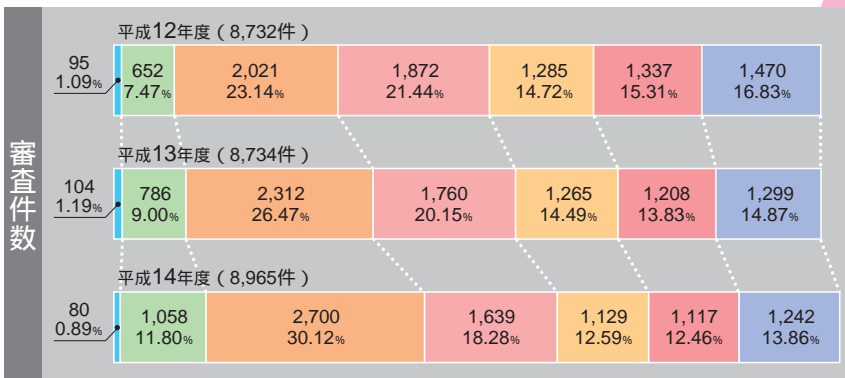 審査件数
平成12年度（8,732件）
95 652 2,021 1,872 1,285 1,337 1,470
1.09% 7.47% 23.14% 21.44% 14.72% 15.31% 16.83%
平成13年度（8,734件）
104 786 2,312 1,760 1,265 1,208 1,299
1.19% 9.00% 26.47% 20.15% 14.49% 13.83% 14.87%
平成14年度（8,965件）
80 1,058 2,700 1,639 1,129 1,117 1,242
0.89% 11.80% 30.12% 18.28% 12.59% 12.46% 13.86%